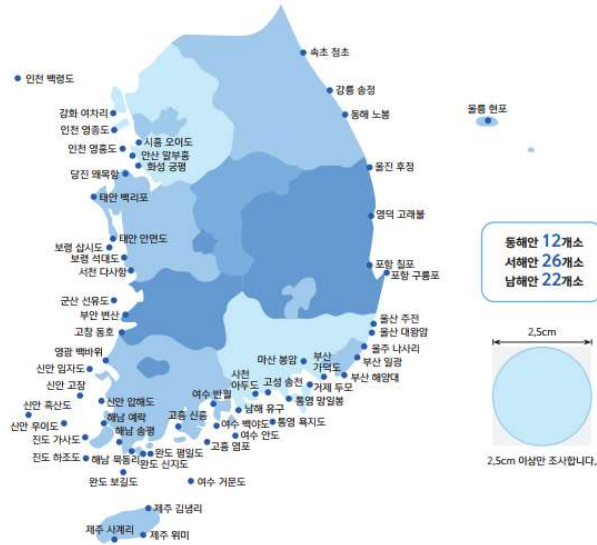 속초 청초
인천 백령도
강릉 송정
동해 노봉
울릉 현포
강화 여차리
인천 영종도
시흥 오이도
인천 영흥도
안산 말부흥
화성 궁평
당진 왜목항
울진 후정
태안 백리포
영덕 고래불
태안 안면도
보령 삽시도
보령 석대도
서천 다사항
포항 칠포
포항 구룡포
동해안 12개소
서해안 26개소
남해안 22개소
군산 선유도
부안 변산
고창 동호
울산 주전
울산 대왕암
울주 나사리
부산 일광
부산 해양대
2,5cm
영광 백바위
신안 임자도
마산 봉암
부산
가덕도
신안 고장
사천
아두도
고성 송천
거제 두모
신안 압해도
여수 반월
통영 망일봉
신안 흑산도
해남 예락
고흥 신흥
남해 유구
신안 우이도
해남 송평
여수 백야도
통영 욕지도
진도 가사도
여수 안도
고흥 염포
진도 하조도
해남 묵동리
완도 평일도
완도 신지도
완도 보길도
여수 거문도
2,5cm 이상만 조사합니다.
제주 김녕리
제주 사계리
제주 위미